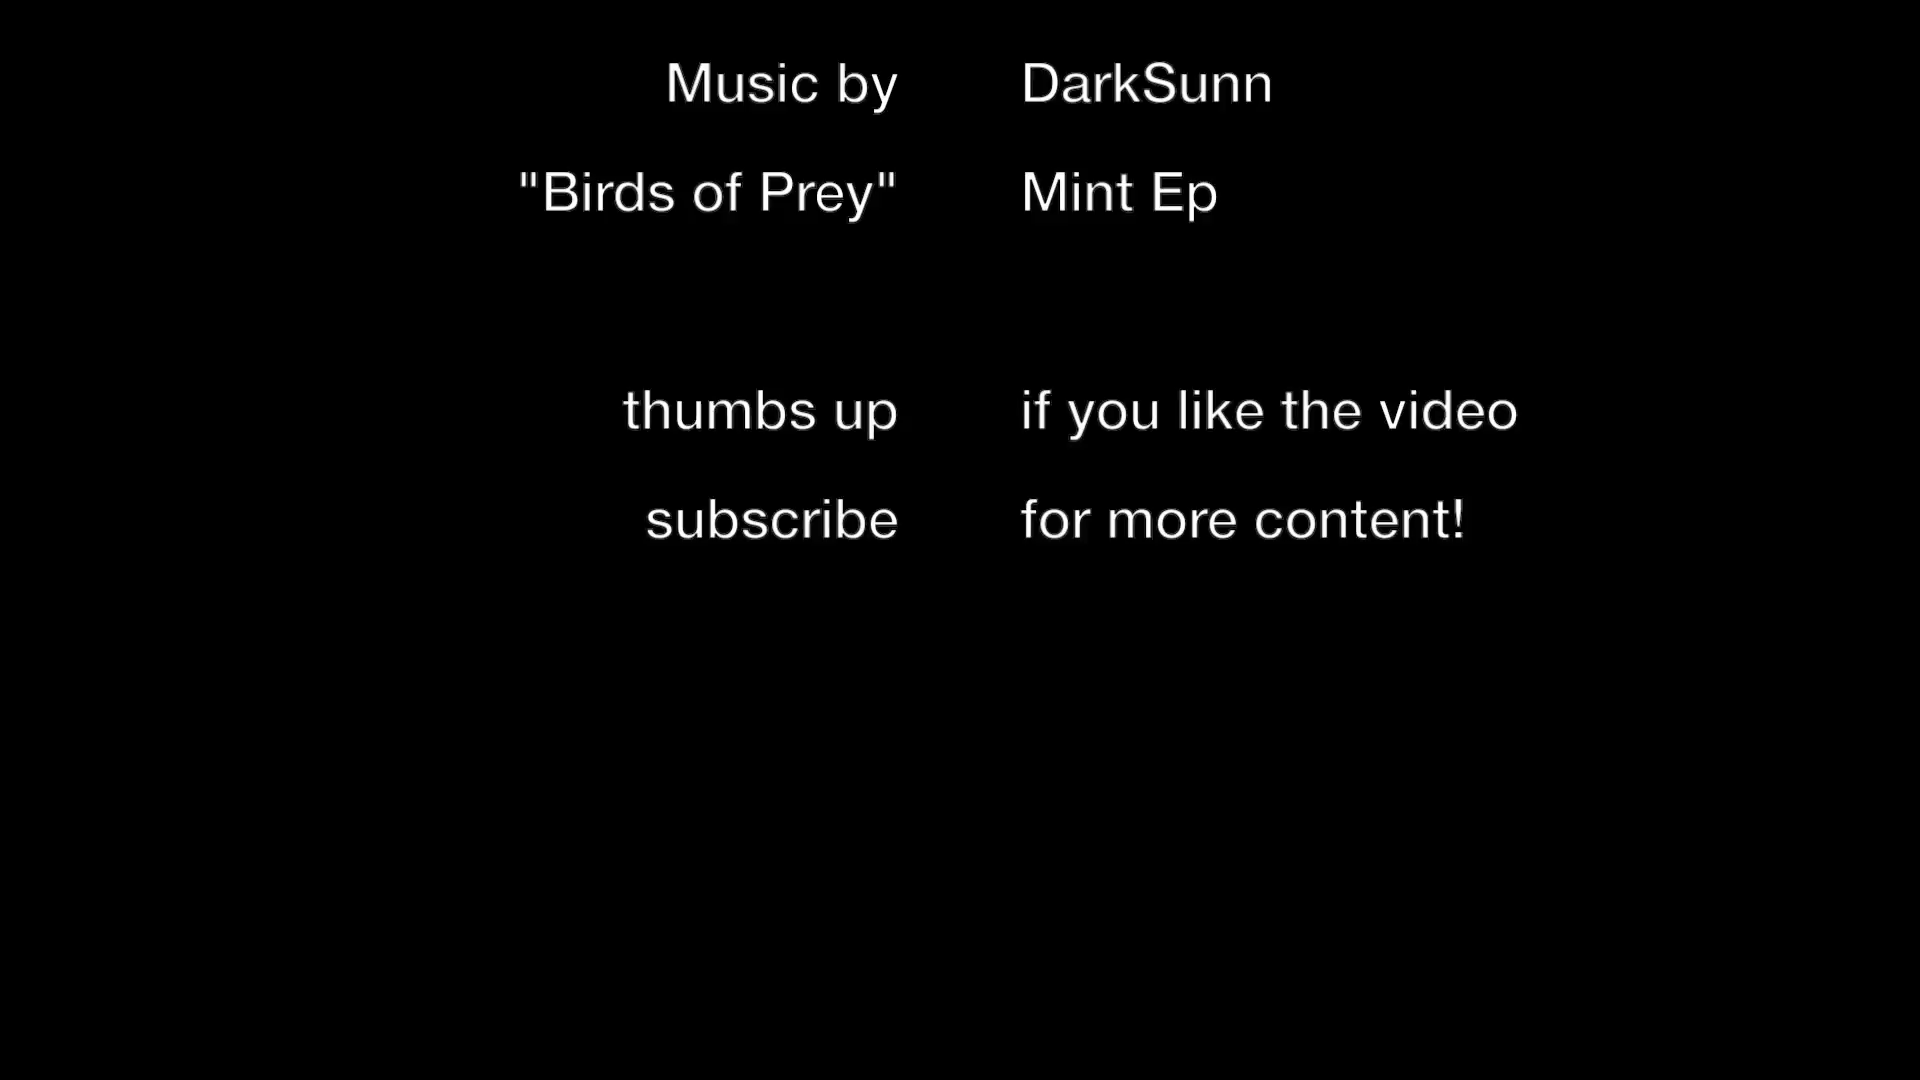 Music by DarkSunn
"Birds of Prey" Mint Ep
thumbs up if you like the video
subscribe for more content!